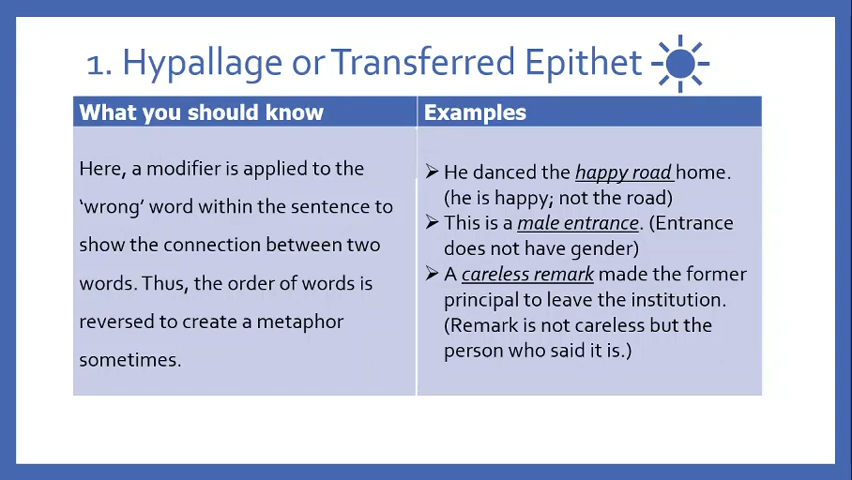 1. Hypallage or Transferred Epithet
What you should know
Here, a modifier is applied to the
‘wrong’ word within the sentence to
show the connection between two
words. Thus, the order of words is
reversed to create a metaphor
sometimes.
Examples
➢ He danced the happy road home.
(he is happy; not the road)
➢ This is a male entrance. (Entrance
does not have gender)
➢ A careless remark made the former
principal to leave the institution.
(Remark is not careless but the
person who said it is.)